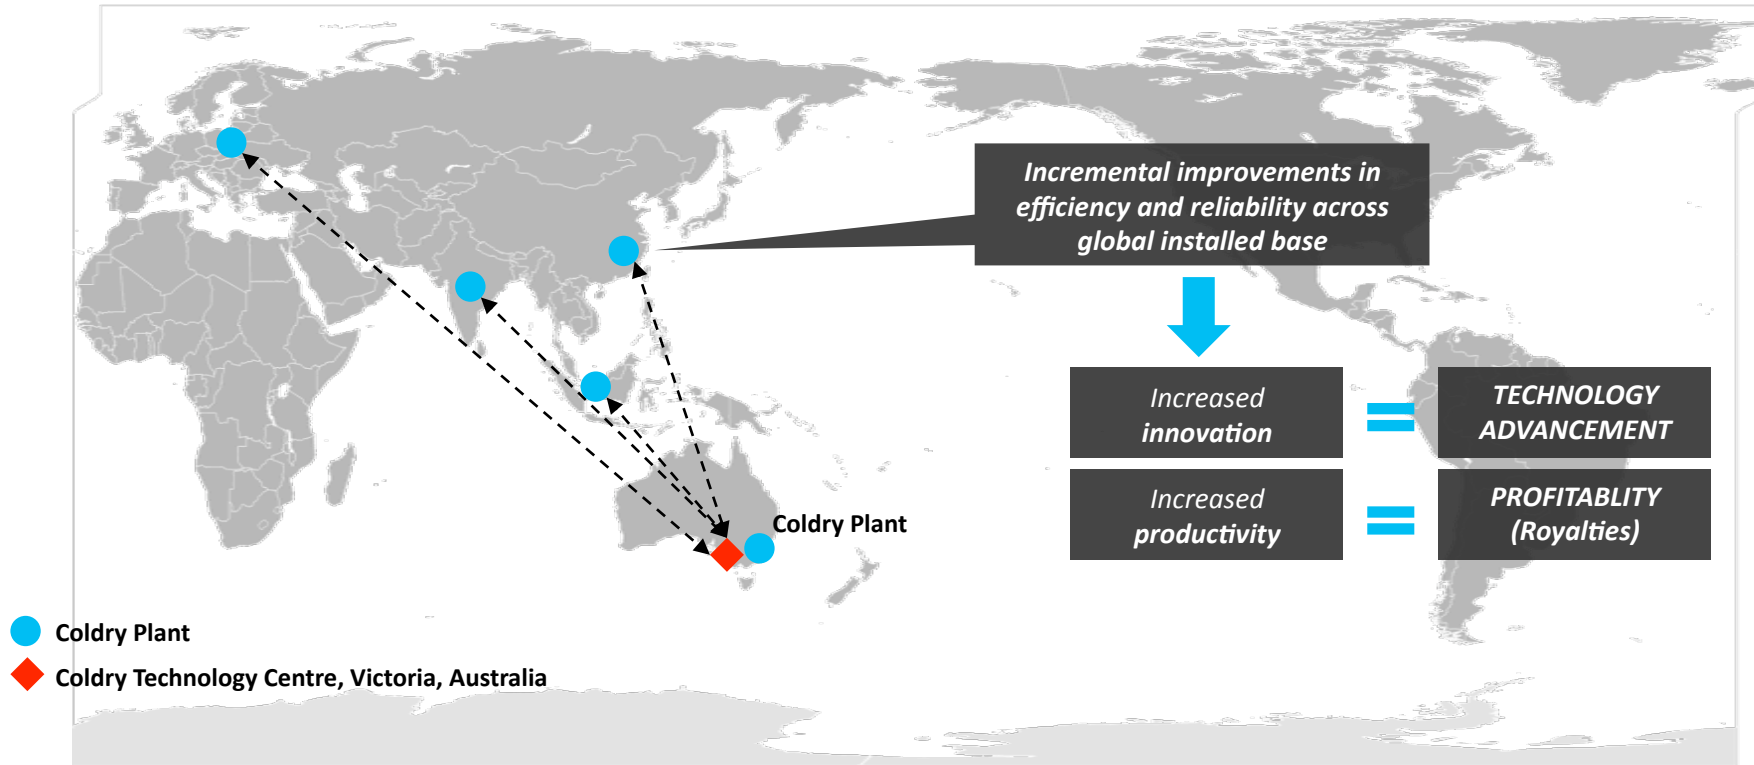 Incremental improvements in
efficiency and reliability across
global installed base
Increased
innovation
=
TECHNOLOGY
ADVANCEMENT
Increased
productivity
=
PROFITABLITY
(Royalties)
Coldry Plant
Coldry Plant
Coldry Technology Centre, Victoria, Australia